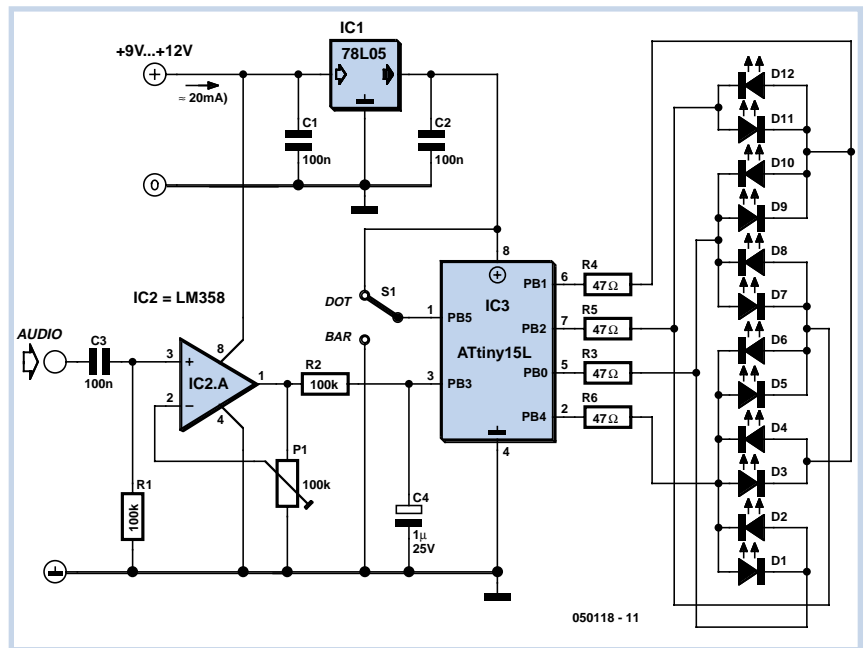 IC1
+9V...+12V
78L05
≈ 20mA)
C1
100n
C2
100n
0
D12
D11
D10
D9
D8
D7
D6
D5
D4
D3
D2
D1
8
DOT
S1
BAR
1
PB5
IC3
ATtiny15L
3
PB3
PB1
6
R4
47Ω
PB2
7
R5
47Ω
PB0
5
R3
47Ω
PB4
2
R6
47Ω
4
IC2 = LM358
AUDIO
C3
100n
3
+
2
–
8
IC2.A
4
1
R2
100k
P1
100k
R1
100k
C4
1µ
25V
050118 - 11